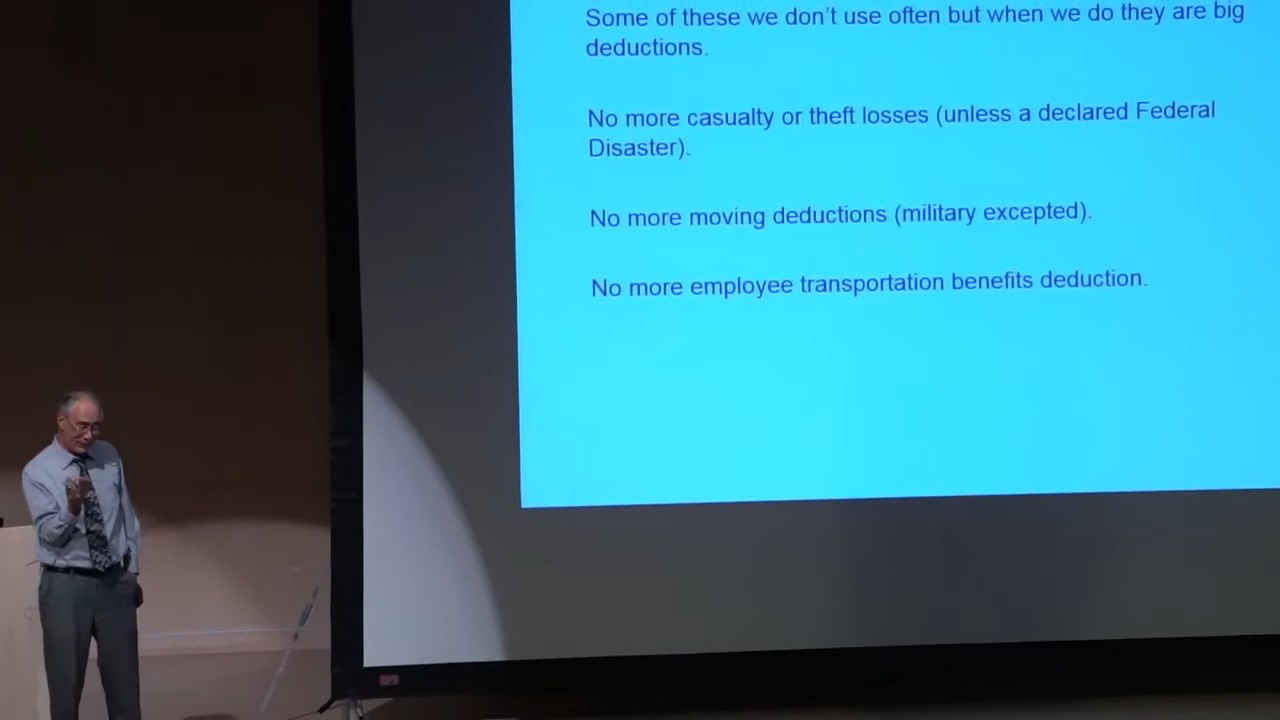 Some of these we don't use often but when we do they are big
deductions.
No more casualty or theft losses (unless a declared Federal
Disaster).
No more moving deductions (military excepted).
No more employee transportation benefits deduction.